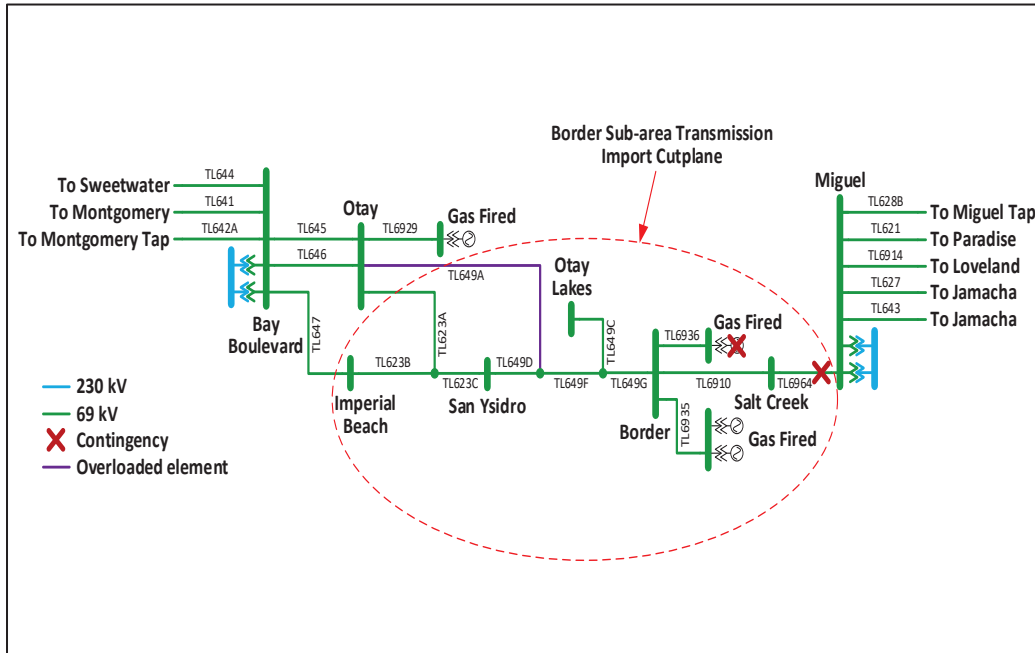 Border Sub-area Transmission
Import Cutplane
Miguel
To Sweetwater
TL644
To Montgomery
TL641
To Montgomery Tap
TL642A
Otay
Gas Fired
TL645
TL6929
TL646
TL649A
TL628B
To Miguel Tap
TL621
To Paradise
TL6914
To Loveland
TL627
To Jamacha
TL643
To Jamacha
Otay
Lakes
Bay
Boulevard
TL647
TL623A
TL649C
TL6936
Gas Fired
TL623B
TL623C
TL649D
TL649F
TL649G
TL6910
TL6964
Imperial
Beach
San Ysidro
Border
TL6935
Salt Creek
Gas Fired
230 kV
69 kV
Contingency
Overloaded element